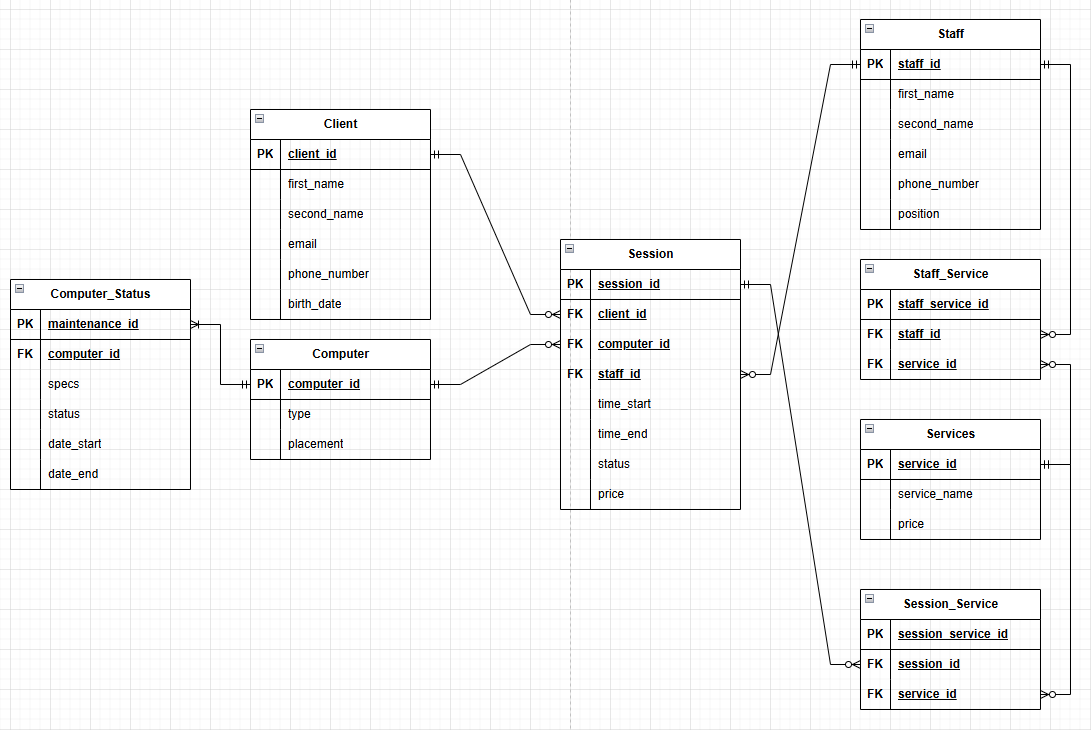 Staff
PK staff_id
first_name
second_name
email
phone_number
position
Client
PK client_id
first_name
second_name
email
phone_number
birth_date
Session
PK session_id
FK client_id
FK computer_id
FK staff_id
time_start
time_end
status
price
Staff_Service
PK staff_service_id
FK staff_id
FK service_id
Computer_Status
PK maintenance_id
FK computer_id
specs
status
date_start
date_end
Computer
PK computer_id
type
placement
Services
PK service_id
service_name
price
Session_Service
PK session_service_id
FK session_id
FK service_id